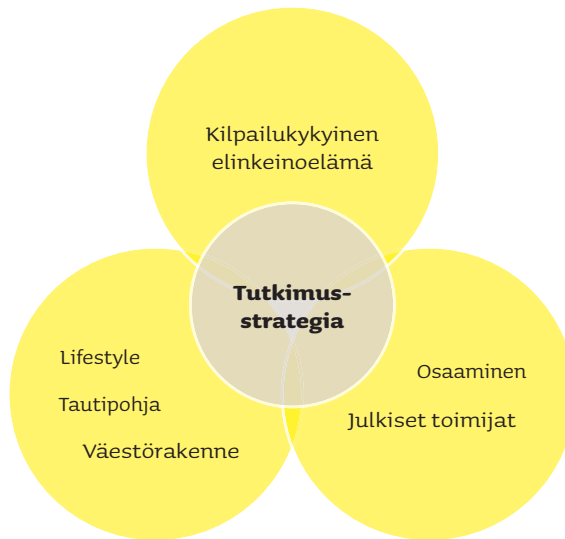 Kilpailukykyinen
elinkeinoelämä
Tutkimus-
strategia
Lifestyle
Tautipohja
Väestörakenne
Osaaminen
Julkiset toimijat